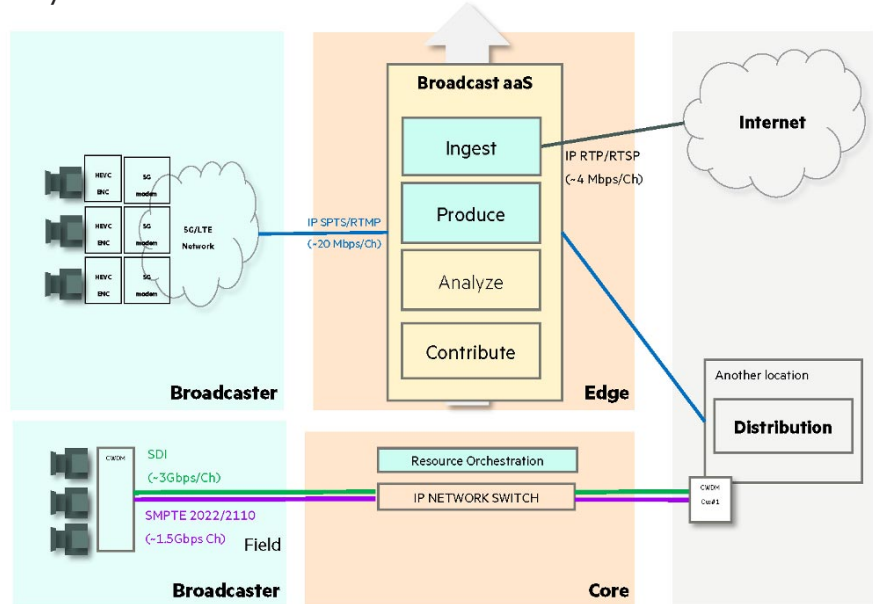 Broadcast aaS
Ingest
Produce
Analyze
Contribute
Edge
HEVC
ENC
5G
modem
HEVC
ENC
5G
modem
HEVC
ENC
5G
modem
5G/LTE
Network
IP SPTS/RTMP
(~20 Mbps/Ch)
Broadcaster
IP RTP/RTSP
(~4 Mbps/Ch)
Internet
Another location
Distribution
CWDM
SDI
(~3Gbps/Ch)
SMPTE 2022/2110
(~1.5Gbps Ch)
Field
Broadcaster
Resource Orchestration
IP NETWORK SWITCH
Core
CWDM